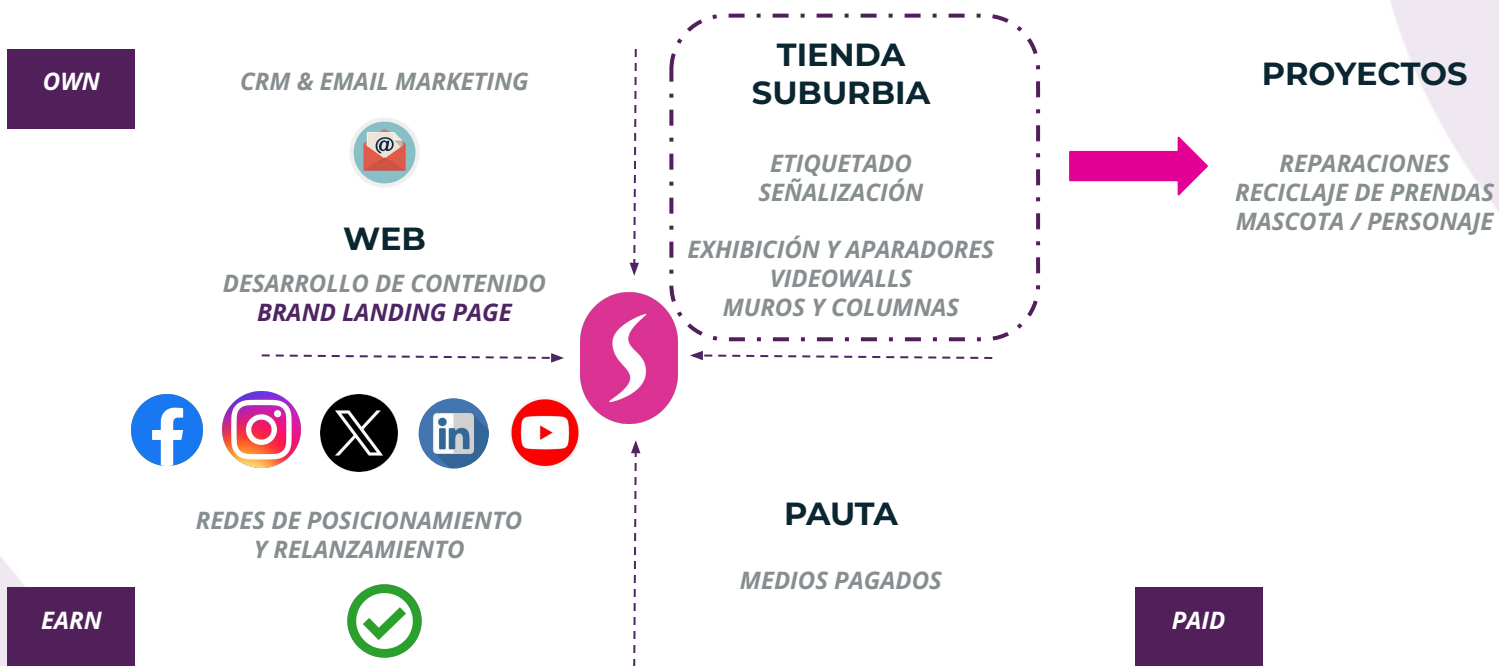 OWN
CRM & EMAIL MARKETING
@
WEB
DESARROLLO DE CONTENIDO
BRAND LANDING PAGE
TIENDA
SUBURBIA
ETIQUETADO
SEÑALIZACIÓN
EXHIBICIÓN Y APARADORES
VIDEOWALLS
MUROS Y COLUMNAS
PROYECTOS
REPARACIONES
RECICLAJE DE PRENDAS
MASCOTA / PERSONAJE
f
X
in
REDES DE POSICIONAMIENTO
Y RELANZAMIENTO
EARN
PAUTA
MEDIOS PAGADOS
PAID